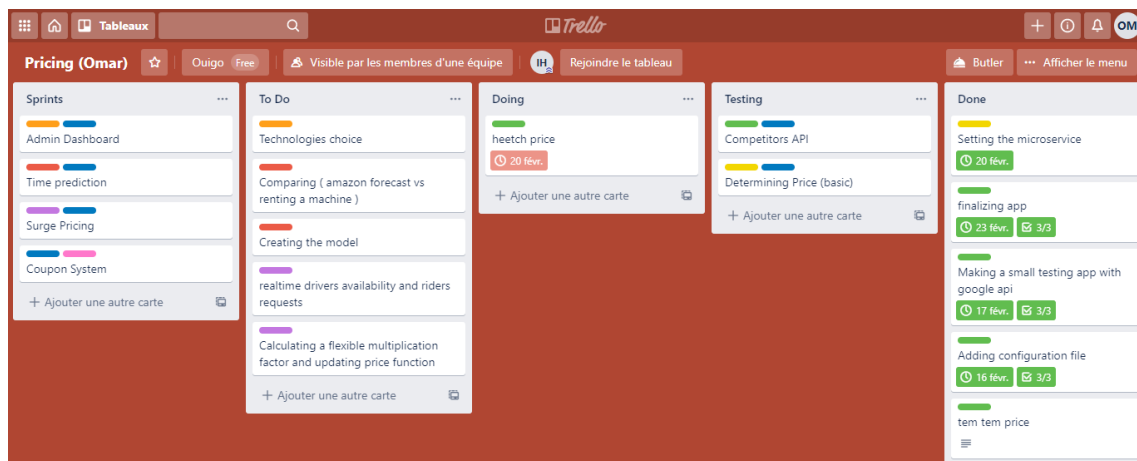 Tableaux
Trello
OM
Pricing (Omar)
Ouigo Free
Visible par les membres d'une équipe
IH
Rejoindre le tableau
Butler
Afficher le menu
Sprints
Admin Dashboard
Time prediction
Surge Pricing
Coupon System
Ajouter une autre carte
To Do
Technologies choice
Comparing ( amazon forecast vs
renting a machine )
Creating the model
realtime drivers availability and riders
requests
Calculating a flexible multiplication
factor and updating price function
Ajouter une autre carte
Doing
heetch price
20 févr.
Ajouter une autre carte
Testing
Competitors API
Determining Price (basic)
Ajouter une autre carte
Done
Setting the microservice
20 févr.
finalizing app
23 févr. 3/3
Making a small testing app with
google api
17 févr. 3/3
Adding configuration file
16 févr. 3/3
tem tem price